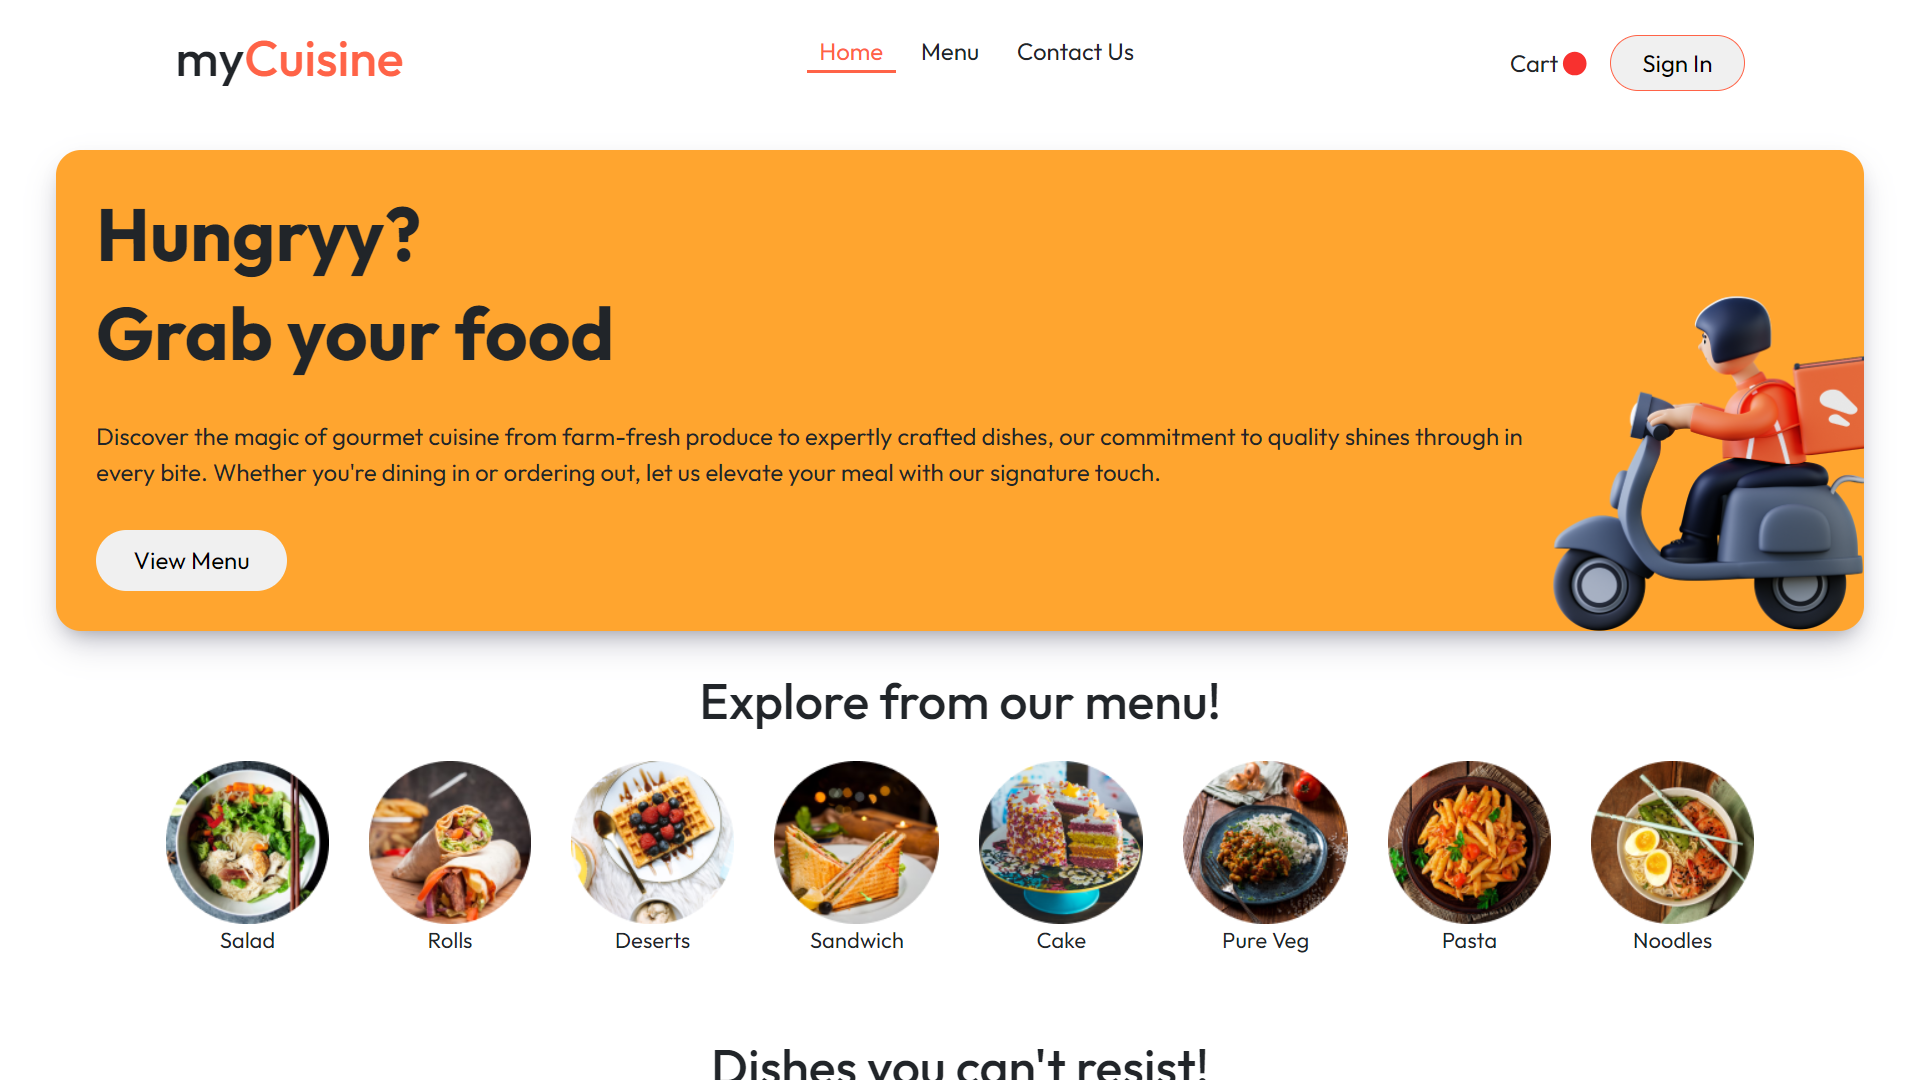 myCuisine
Home Menu Contact Us
Cart Sign In
Hungryy?
Grab your food
Discover the magic of gourmet cuisine from farm-fresh produce to expertly crafted dishes, our commitment to quality shines through in
every bite. Whether you're dining in or ordering out, let us elevate your meal with our signature touch.
View Menu
Explore from our menu!
Salad Rolls Deserts Sandwich Cake Pure Veg Pasta Noodles
Dishes you can't resist!